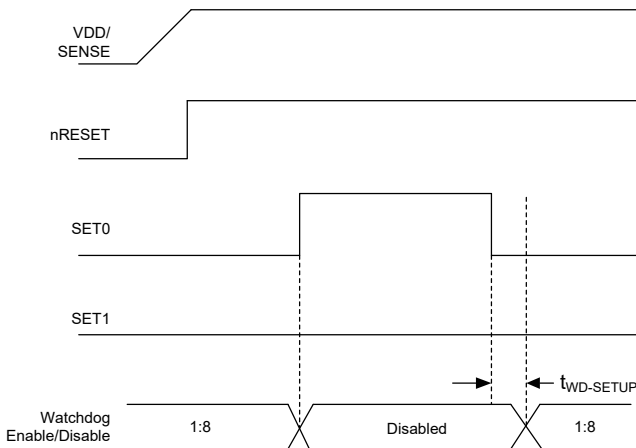 VDD/
SENSE
nRESET
SET0
SET1
tWD-SETUP
Watchdog
Enable/Disable
1:8
Disabled
1:8